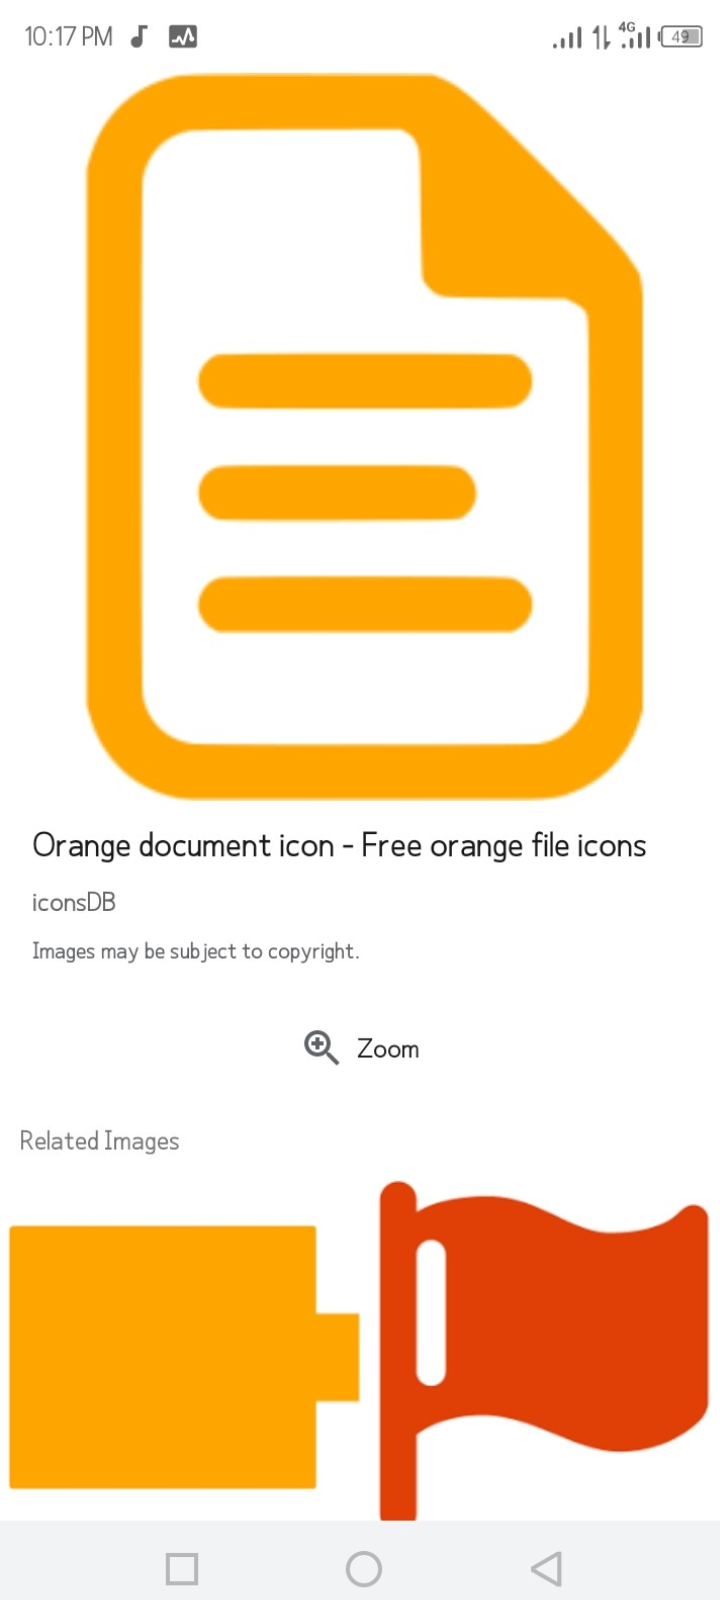 10:17 PM
4G
49
Orange document icon - Free orange file icons
iconsDB
Images may be subject to copyright.
Zoom
Related Images